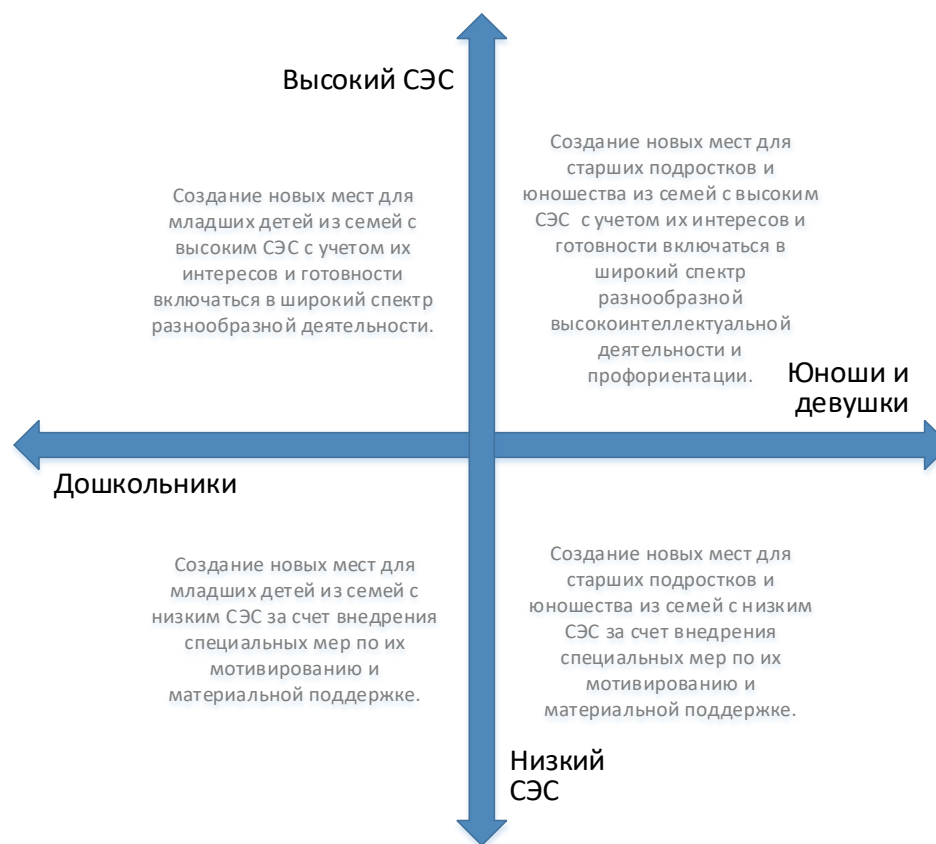 Высокий СЭС
Создание новых мест для
младших детей из семей с
высоким СЭС с учетом их
интересов и готовности
включаться в широкий спектр
разнообразной деятельности.
Создание новых мест для
старших подростков и
юношества из семей с высоким
СЭС с учетом их интересов и
готовности включаться в
широкий спектр
разнообразной
высокоинтеллектуальной
деятельности и
профориентации.
Юноши и
девушки
Дошкольники
Создание новых мест для
младших детей из семей с
низким СЭС за счет внедрения
специальных мер по их
мотивированию и
материальной поддержке.
Создание новых мест для
старших подростков и
юношества из семей с низким
СЭС за счет внедрения
специальных мер по их
мотивированию и
материальной поддержке.
Низкий
СЭС